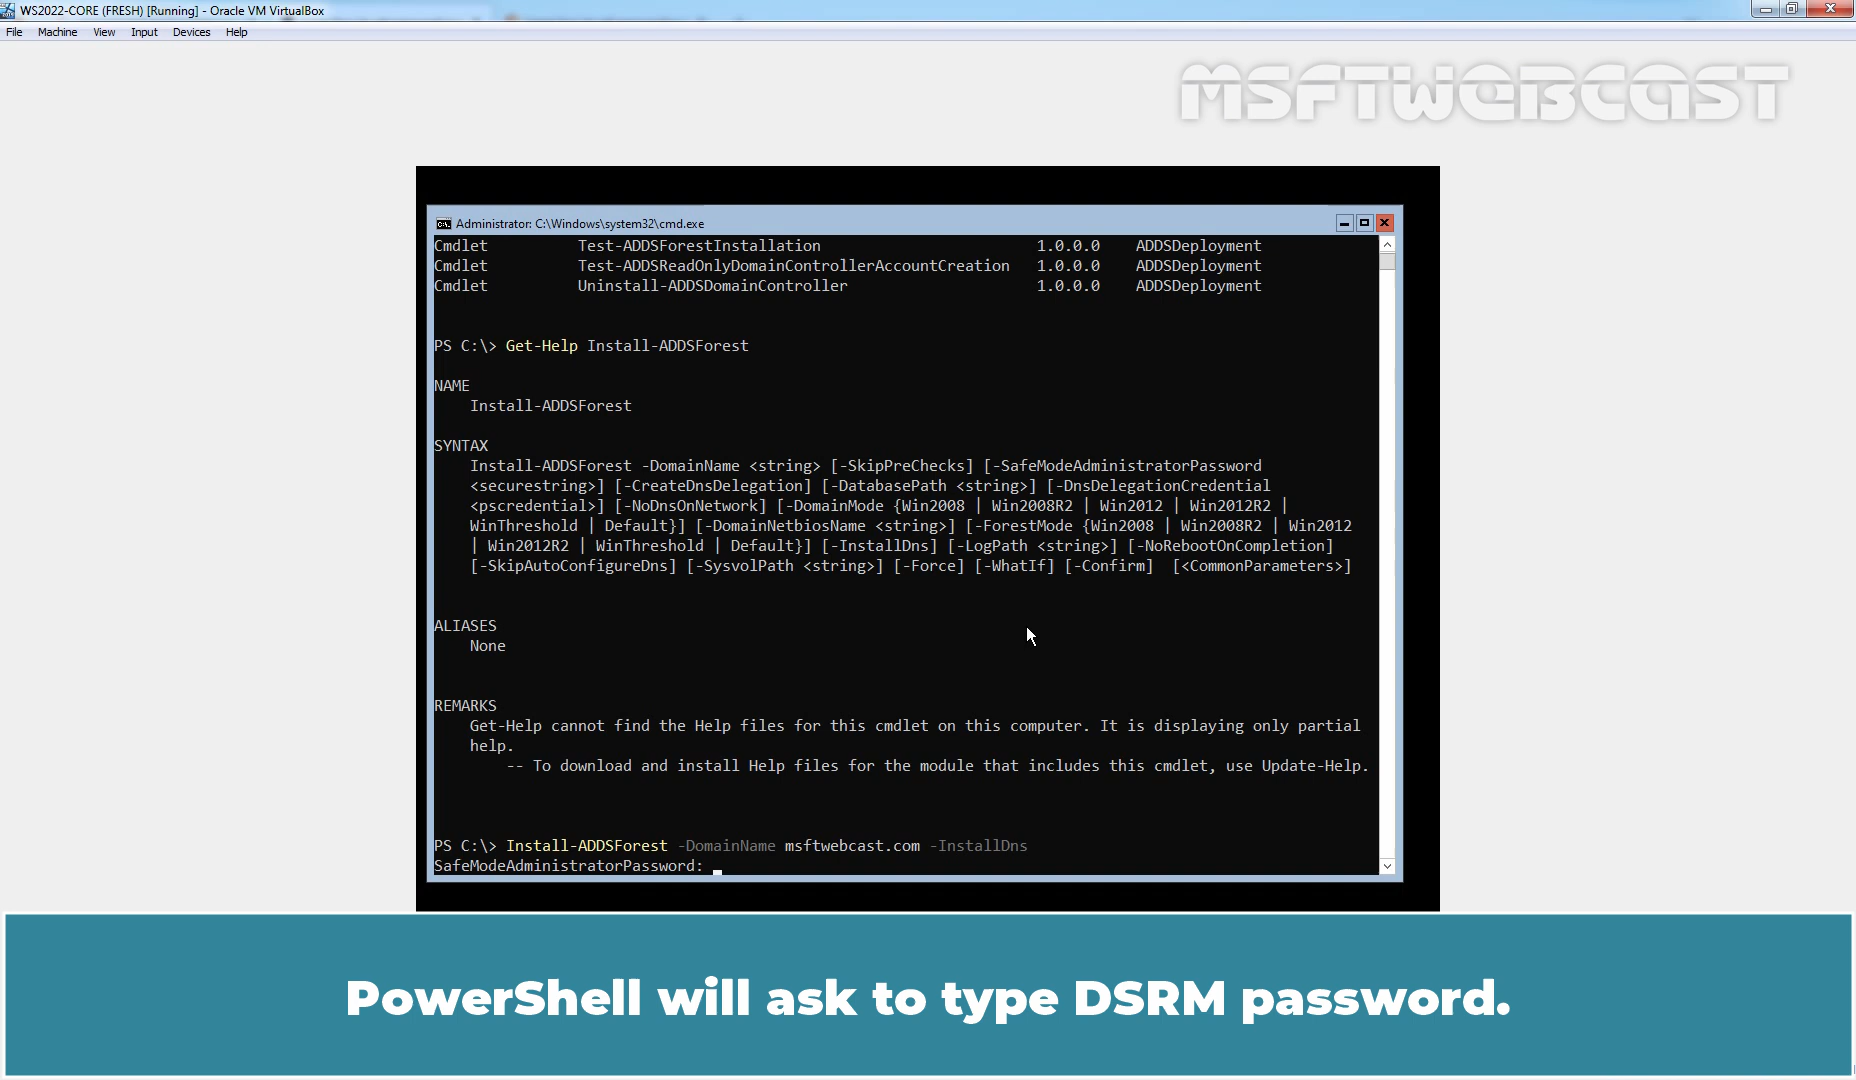 WS2022-CORE (FRESH) [Running] - Oracle VM VirtualBox
File Machine View Input Devices Help
MSFTWEBCAST
Administrator: C:\Windows\system32\cmd.exe
Cmdlet Test-ADDSForestInstallation 1.0.0.0 ADDSDeployment
Cmdlet Test-ADDSReadOnlyDomainControllerAccountCreation 1.0.0.0 ADDSDeployment
Cmdlet Uninstall-ADDSDomainController 1.0.0.0 ADDSDeployment
PS C:\> Get-Help Install-ADDSForest
NAME
Install-ADDSForest
SYNTAX
Install-ADDSForest -DomainName <string> [-SkipPreChecks] [-SafeModeAdministratorPassword
<securestring>] [-CreateDnsDelegation] [-DatabasePath <string>] [-DnsDelegationCredential
<pscredential>] [-NoDnsOnNetwork] [-DomainMode {Win2008 | Win2008R2 | Win2012 | Win2012R2 |
WinThreshold | Default}] [-DomainNetbiosName <string>] [-ForestMode {Win2008 | Win2008R2 | Win2012
| Win2012R2 | WinThreshold | Default}] [-InstallDns] [-LogPath <string>] [-NoRebootOnCompletion]
[-SkipAutoConfigureDns] [-SysvolPath <string>] [-Force] [-WhatIf] [-Confirm] [<CommonParameters>]
ALIASES
None
REMARKS
Get-Help cannot find the Help files for this cmdlet on this computer. It is displaying only partial
help.
-- To download and install Help files for the module that includes this cmdlet, use Update-Help.
PS C:\> Install-ADDSForest -DomainName msftwebcast.com -InstallDns
SafeModeAdministratorPassword:
PowerShell will ask to type DSRM password.